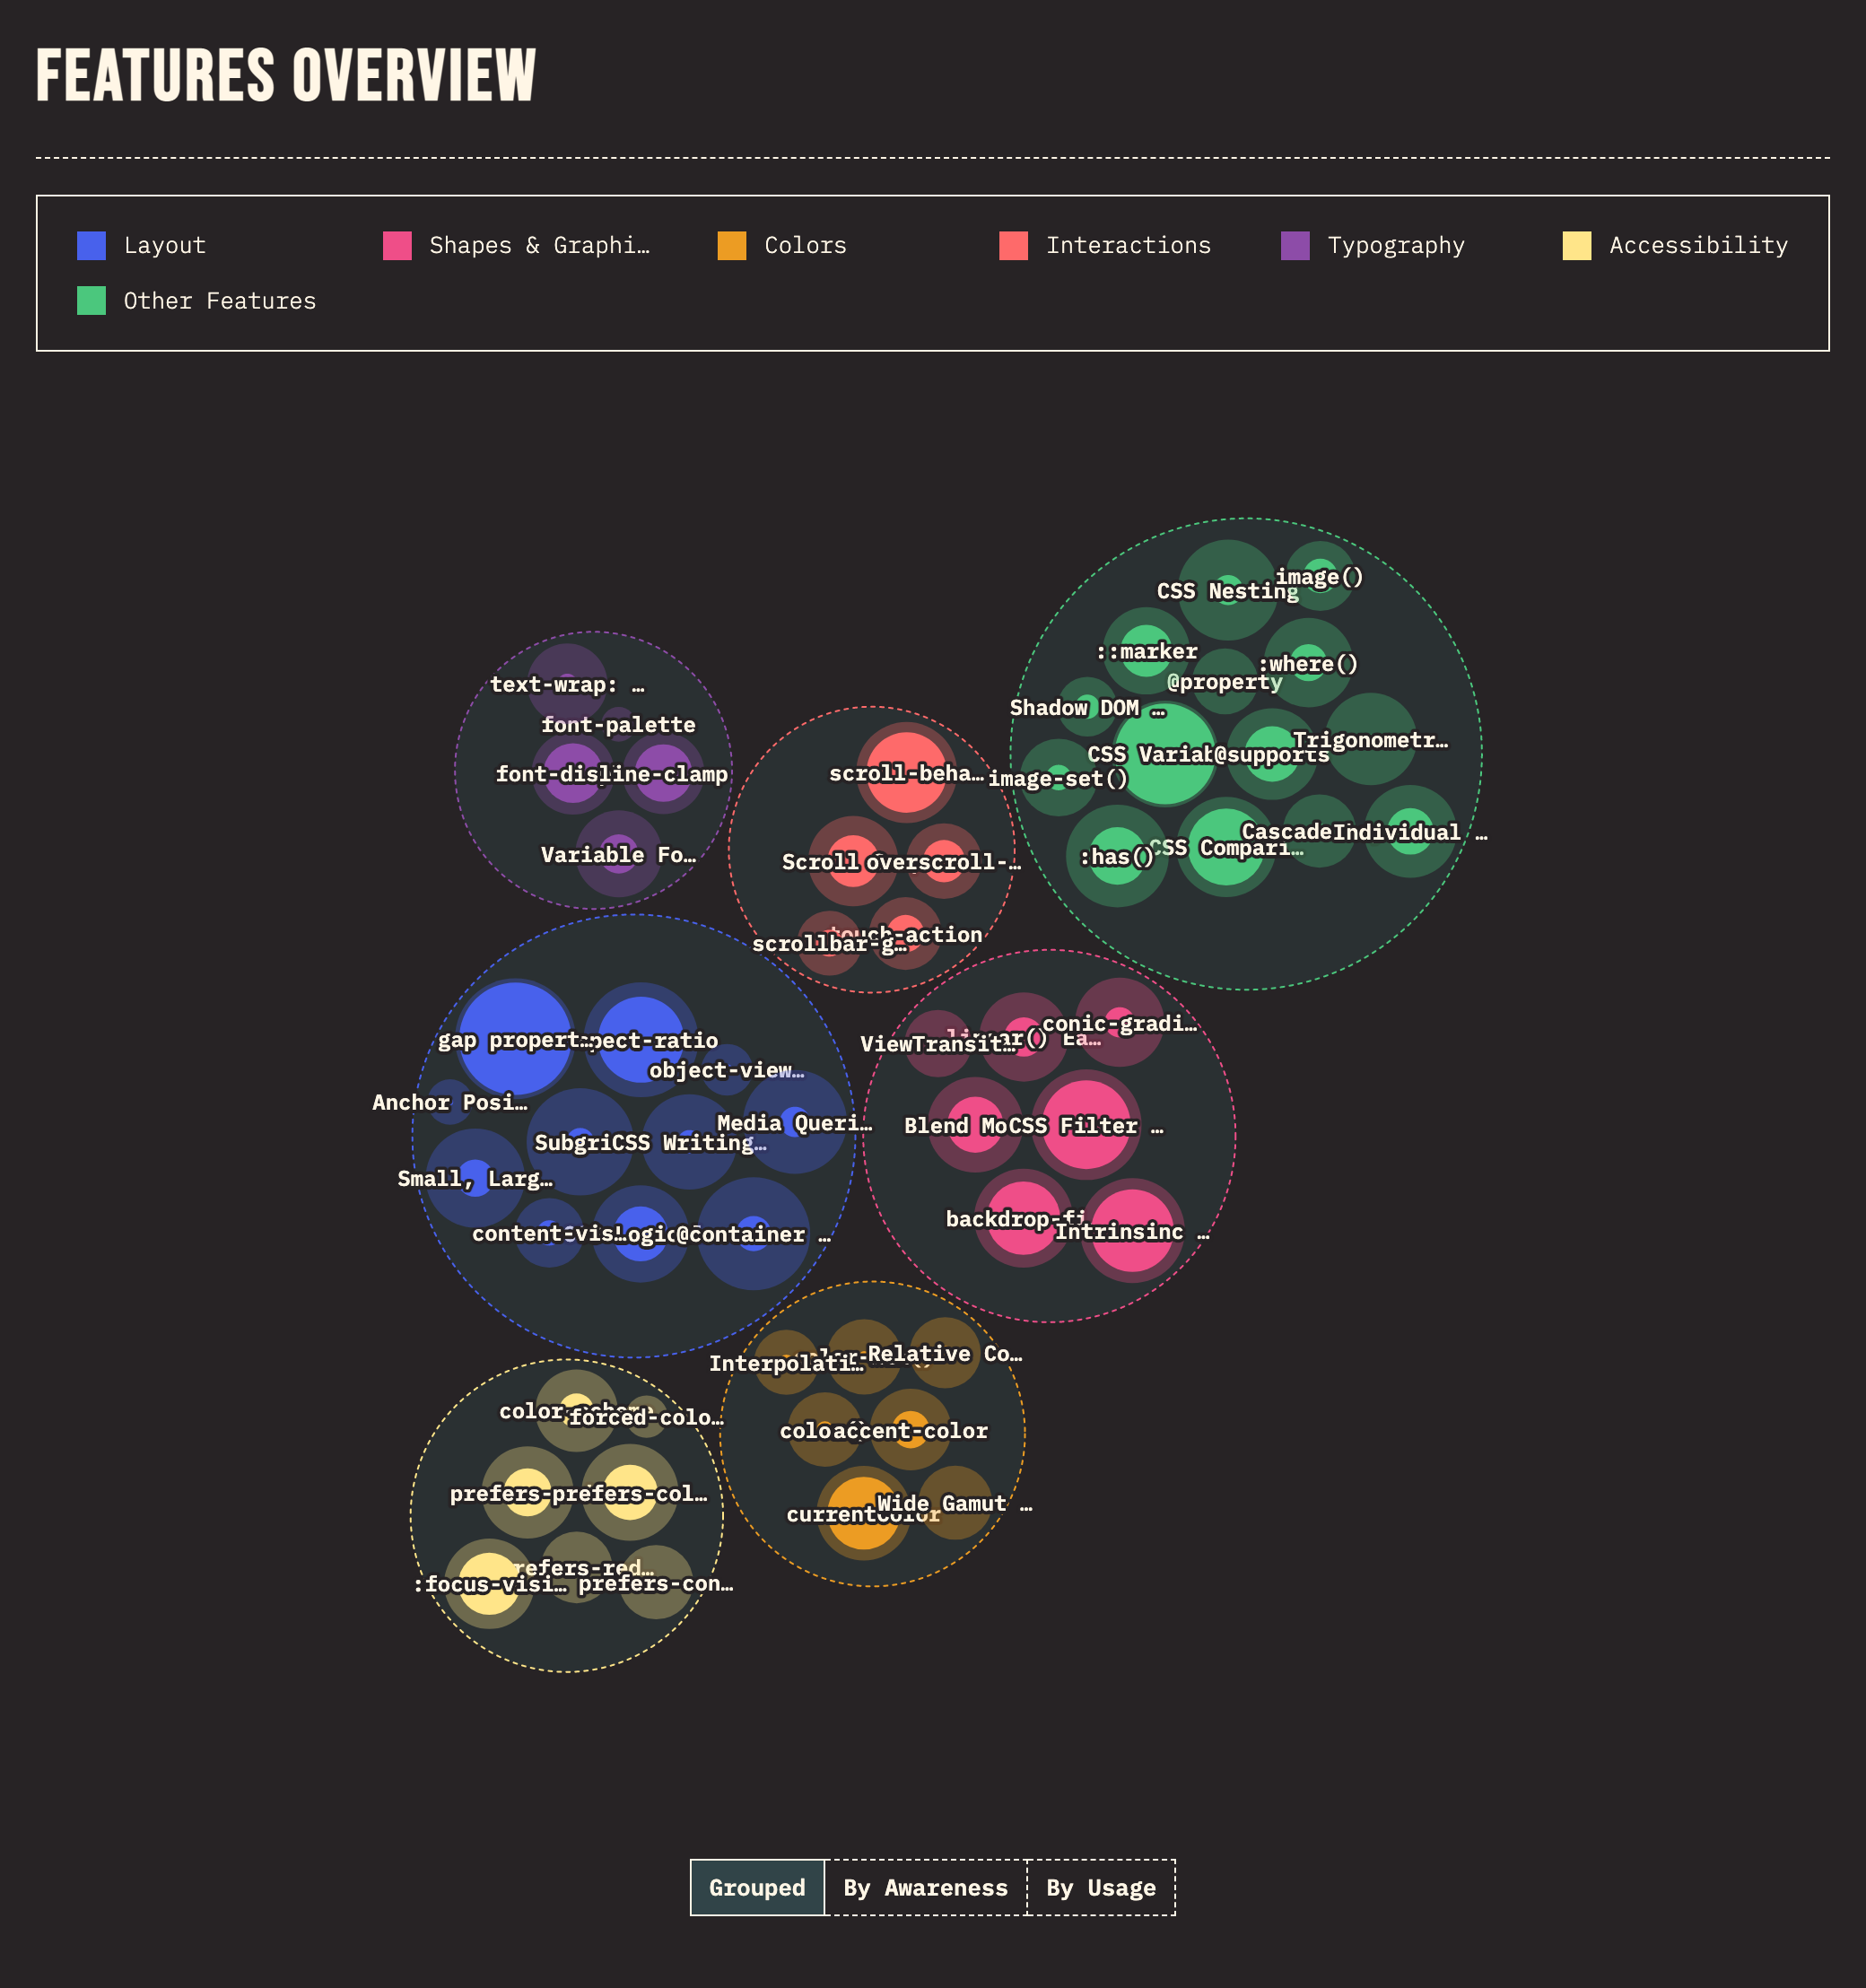 FEATURES OVERVIEW
Layout
Shapes & Graphi…
Colors
Interactions
Typography
Accessibility
Other Features
CSS Nesting
image()
::marker
:where()
@property
Shadow DOM …
CSS Variab
@supports
Trigonometr…
image-set()
Cascade
Individual …
:has()
CSS Compari…
text-wrap: …
font-palette
font-dis
line-clamp
Variable Fo…
scroll-beha…
Scroll
overscroll-…
touch-action
scrollbar-g…
gap propert…
pect-ratio
object-view…
Anchor Posi…
Media Queri…
Subgri
CSS Writing…
Small, Larg…
content-vis…
Logic
@container …
conic-gradi…
ViewTransit…
() Ea…
Blend Mo
CSS Filter …
backdrop-fi
Intrinsinc …
Relative Co…
Interpolati…
colo
accent-color
Wide Gamut …
currentColor
color
forced-colo…
prefers-
prefers-col…
refers-red…
:focus-visi…
prefers-con…
Grouped
By Awareness
By Usage